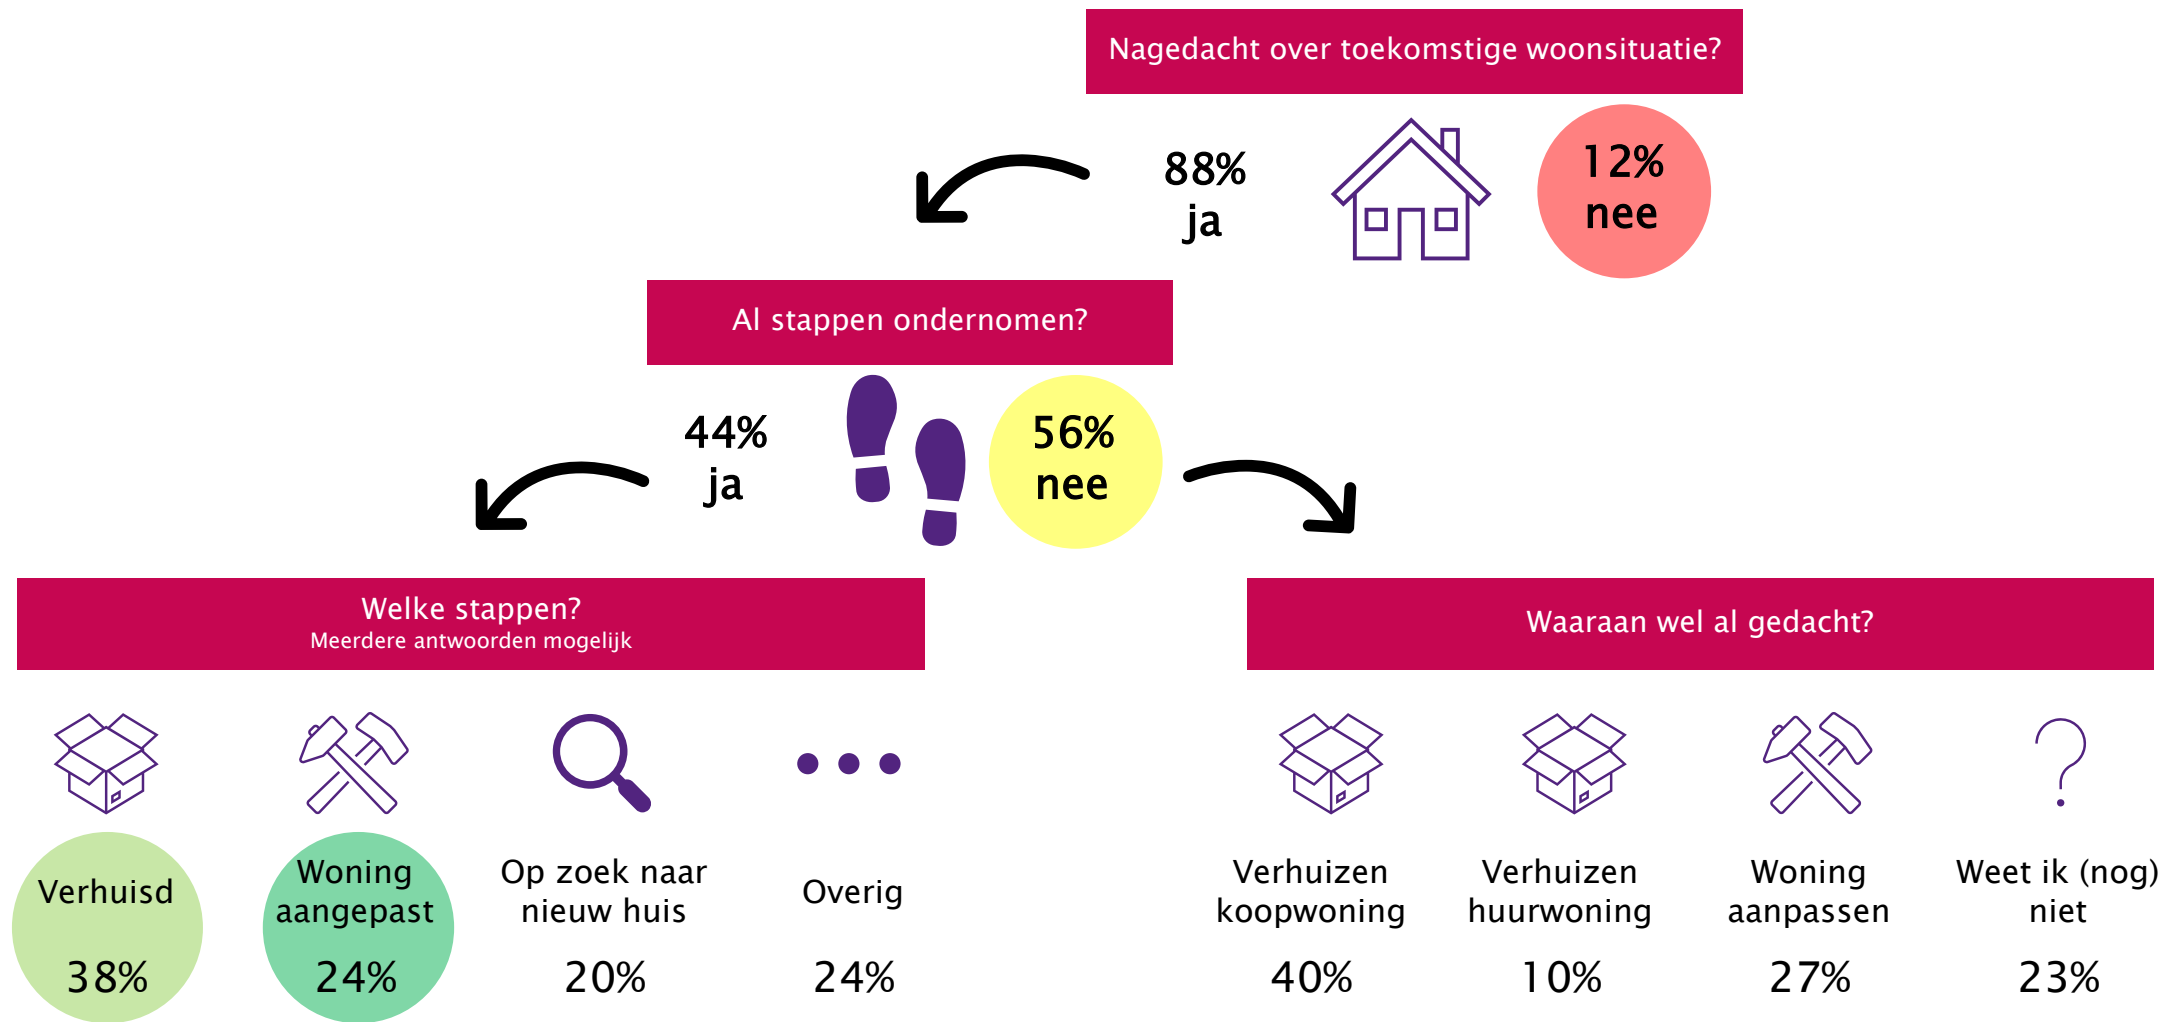 Nagedacht over toekomstige woonsituatie?
88%
ja
12%
nee
Al stappen ondernomen?
44%
ja
56%
nee
Welke stappen?
Meerdere antwoorden mogelijk
Verhuisd
38%
Woning
aangepast
24%
Op zoek naar
nieuw huis
20%
Overig
24%
Waaraan wel al gedacht?
Verhuizen
koopwoning
40%
Verhuizen
huurwoning
10%
Woning
aanpassen
27%
Weet ik (nog)
niet
23%